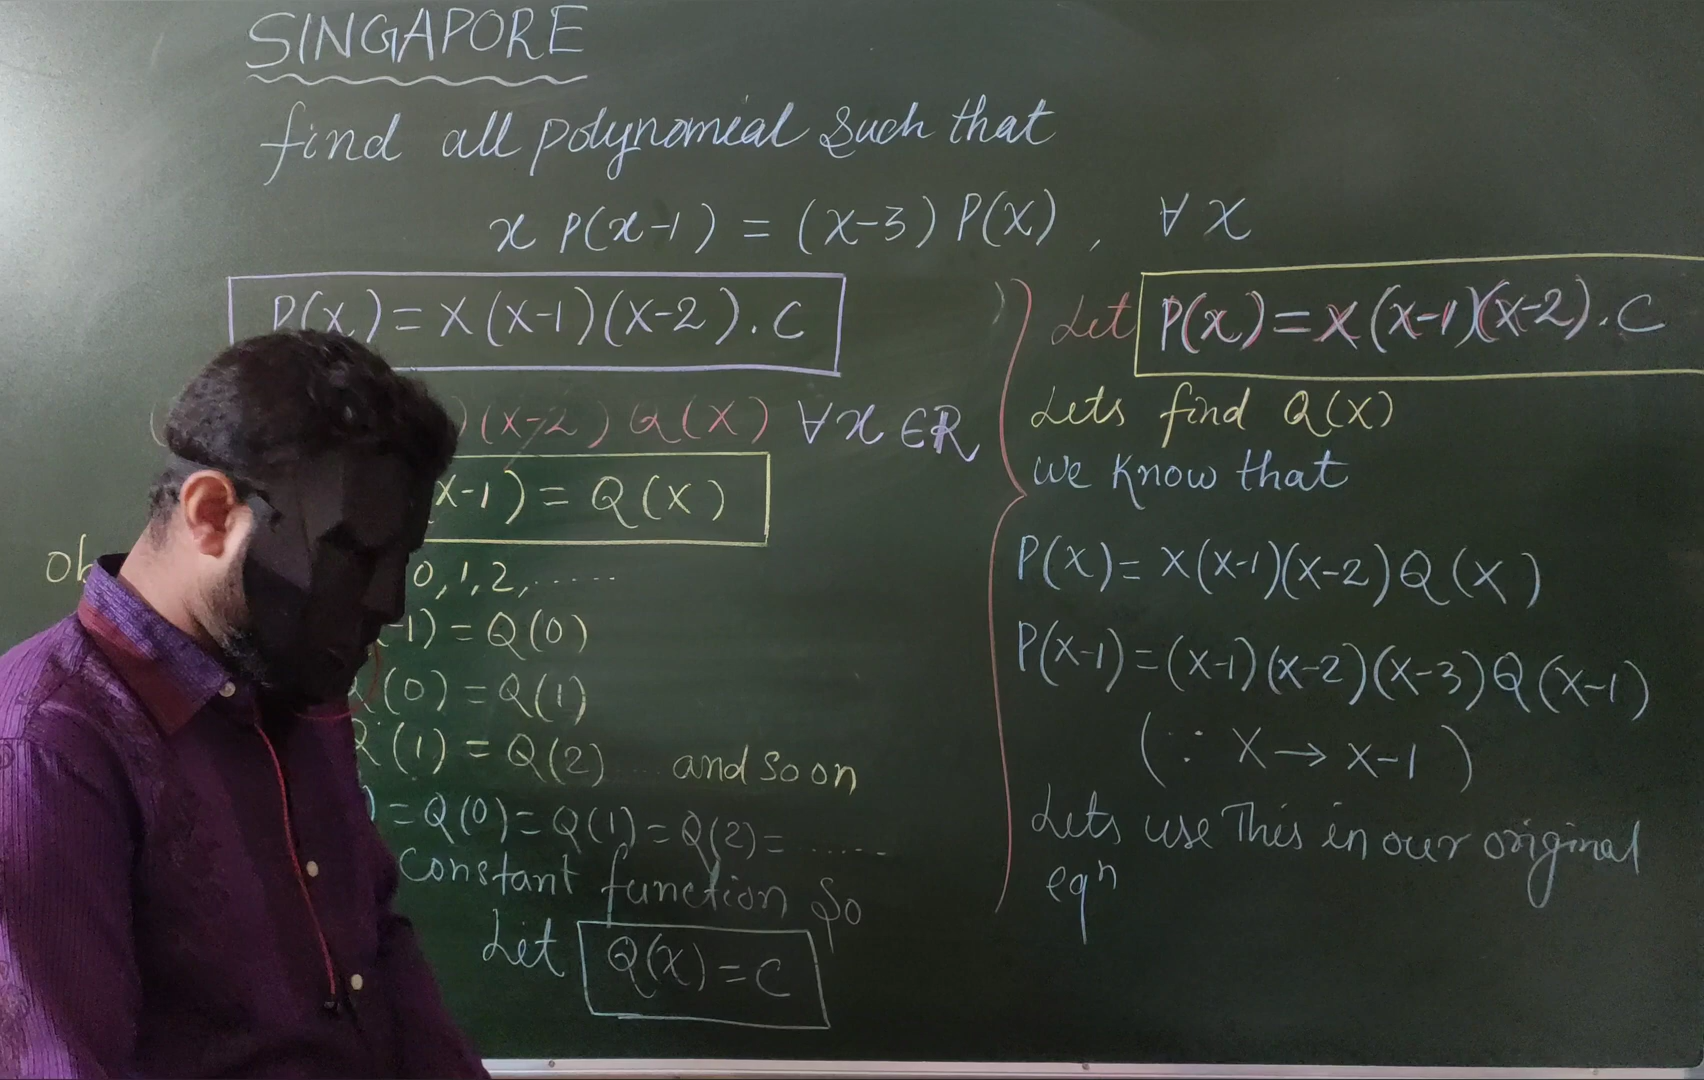 SINGAPORE
find all polynomial such that
x P(x-1) = (x-3) P(x) , ∀ x
P(x) = x(x-1)(x-2).C
)(x-2) Q(x) ∀x ∈R
(x-1) = Q(x)
0,1,2,......
-1) = Q(0)
(0) = Q(1)
(1) = Q(2) and so on
) = Q(0) = Q(1) = Q(2) = ......
Constant function So
Let Q(x) = C
Let P(x) = x(x-1)(x-2).C
Lets find Q(x)
we know that
P(x) = x(x-1)(x-2)Q(x)
P(x-1) = (x-1)(x-2)(x-3)Q(x-1)
(∵ x → x-1 )
Lets use This in our original
eqⁿ